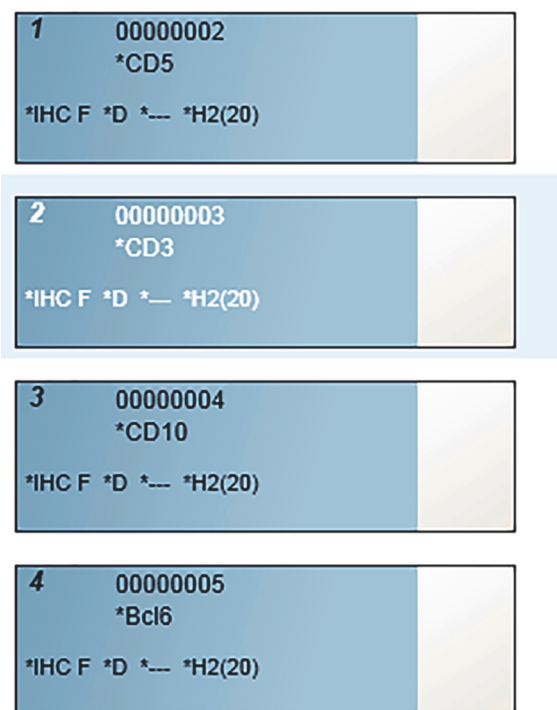 1 00000002
*CD5
*IHC F *D *--- *H2(20)
2 00000003
*CD3
*IHC F *D *--- *H2(20)
3 00000004
*CD10
*IHC F *D *--- *H2(20)
4 00000005
*Bcl6
*IHC F *D *--- *H2(20)